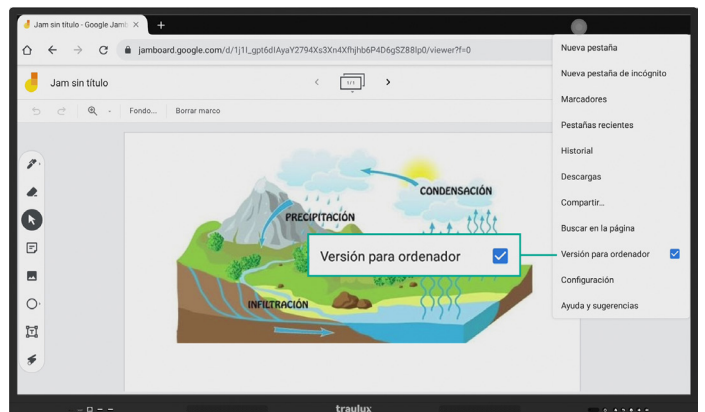 Jam sin título - Google Jamb
jamboard.google.com/d/1j1I_gpt6dIAyaY2794Xs3Xn4Xfhjhb6P4D6gSZ88lp0/viewer?f=0
Jam sin título
1/1
Fondo...
Borrar marco
Nueva pestaña
Nueva pestaña de incógnito
Marcadores
Pestañas recientes
Historial
Descargas
Compartir...
Buscar en la página
Versión para ordenador
Configuración
Ayuda y sugerencias
CONDENSACIÓN
PRECIPITACIÓN
Versión para ordenador
INFILTRACIÓN
traulux